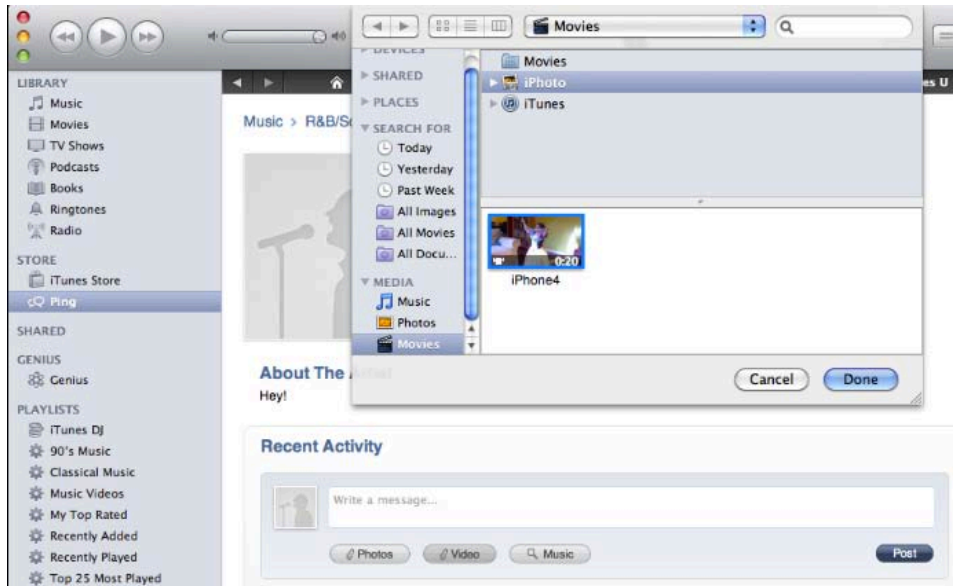 LIBRARY
Music
Movies
TV Shows
Podcasts
Books
Ringtones
Radio
STORE
iTunes Store
Ping
SHARED
GENIUS
Genius
PLAYLISTS
iTunes DJ
90's Music
Classical Music
Music Videos
My Top Rated
Recently Added
Recently Played
Top 25 Most Played
Movies
DEVICES
SHARED
PLACES
SEARCH FOR
Today
Yesterday
Past Week
All Images
All Movies
All Docu...
MEDIA
Music
Photos
Movies
Movies
iPhoto
iTunes
0:20
iPhone4
Cancel
Done
es U
Music > R&B/So
About The Artist
Hey!
Recent Activity
Write a message...
Photos
Video
Music
Post